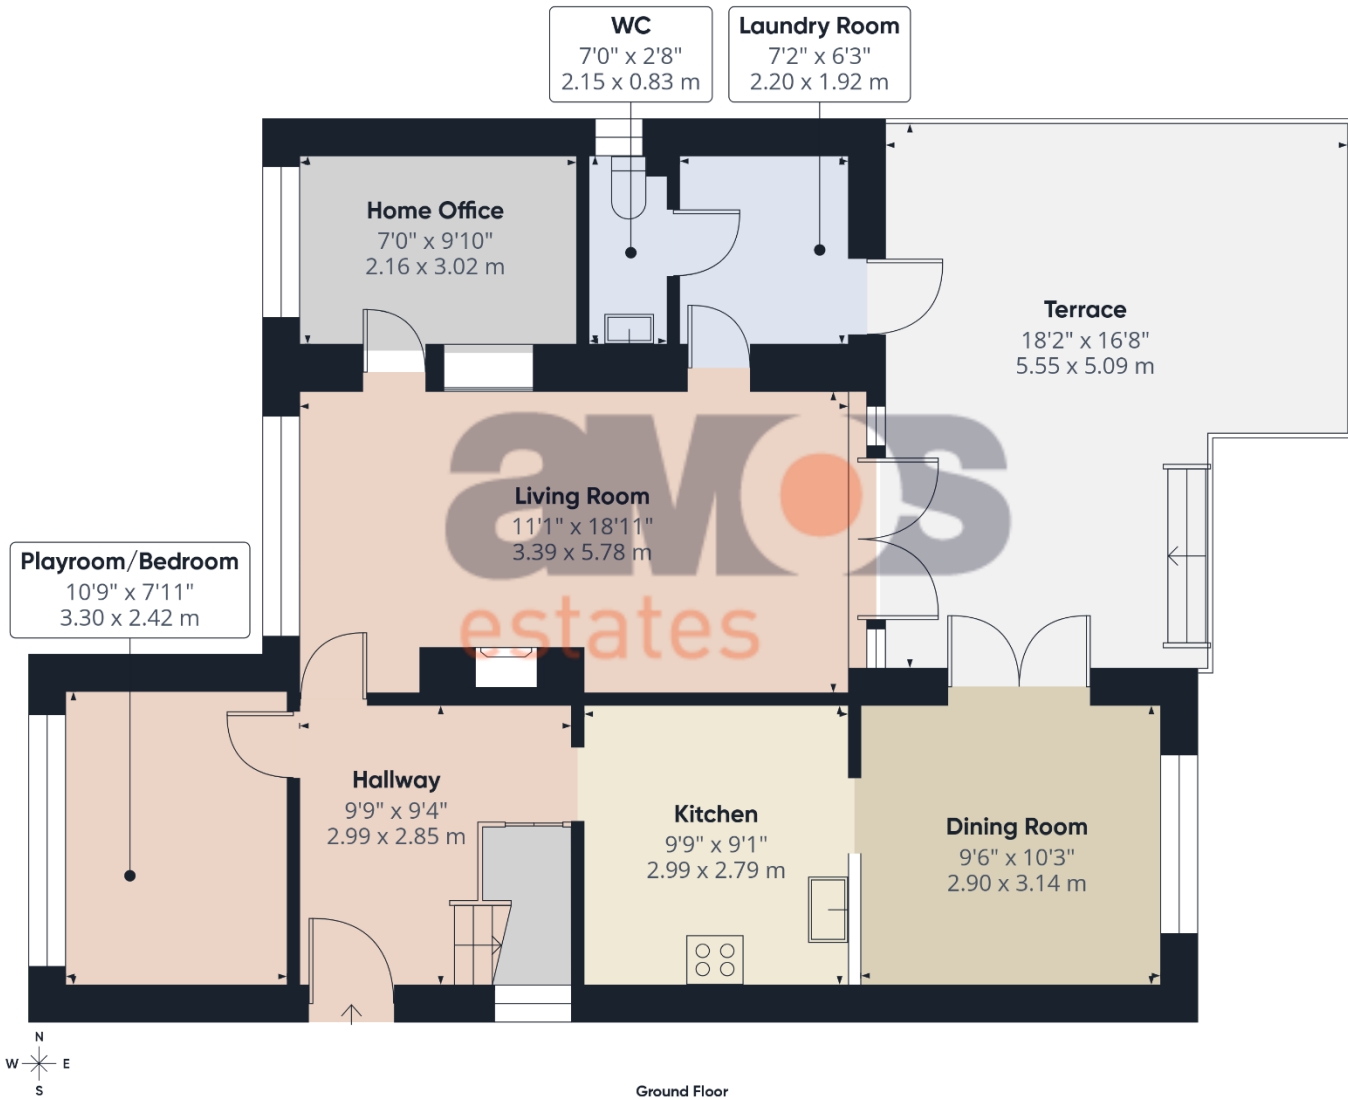 WC
7'0" x 2'8"
2.15 x 0.83 m
Laundry Room
7'2" x 6'3"
2.20 x 1.92 m
Home Office
7'0" x 9'10"
2.16 x 3.02 m
Terrace
18'2" x 16'8"
5.55 x 5.09 m
amos
estates
Living Room
11'1" x 18'11"
3.39 x 5.78 m
Playroom/Bedroom
10'9" x 7'11"
3.30 x 2.42 m
Hallway
9'9" x 9'4"
2.99 x 2.85 m
Kitchen
9'9" x 9'1"
2.99 x 2.79 m
Dining Room
9'6" x 10'3"
2.90 x 3.14 m
N
W E
S
Ground Floor